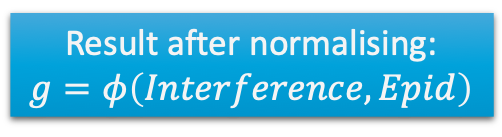 Result after normalising:
g = ϕ(Interference, Epid)